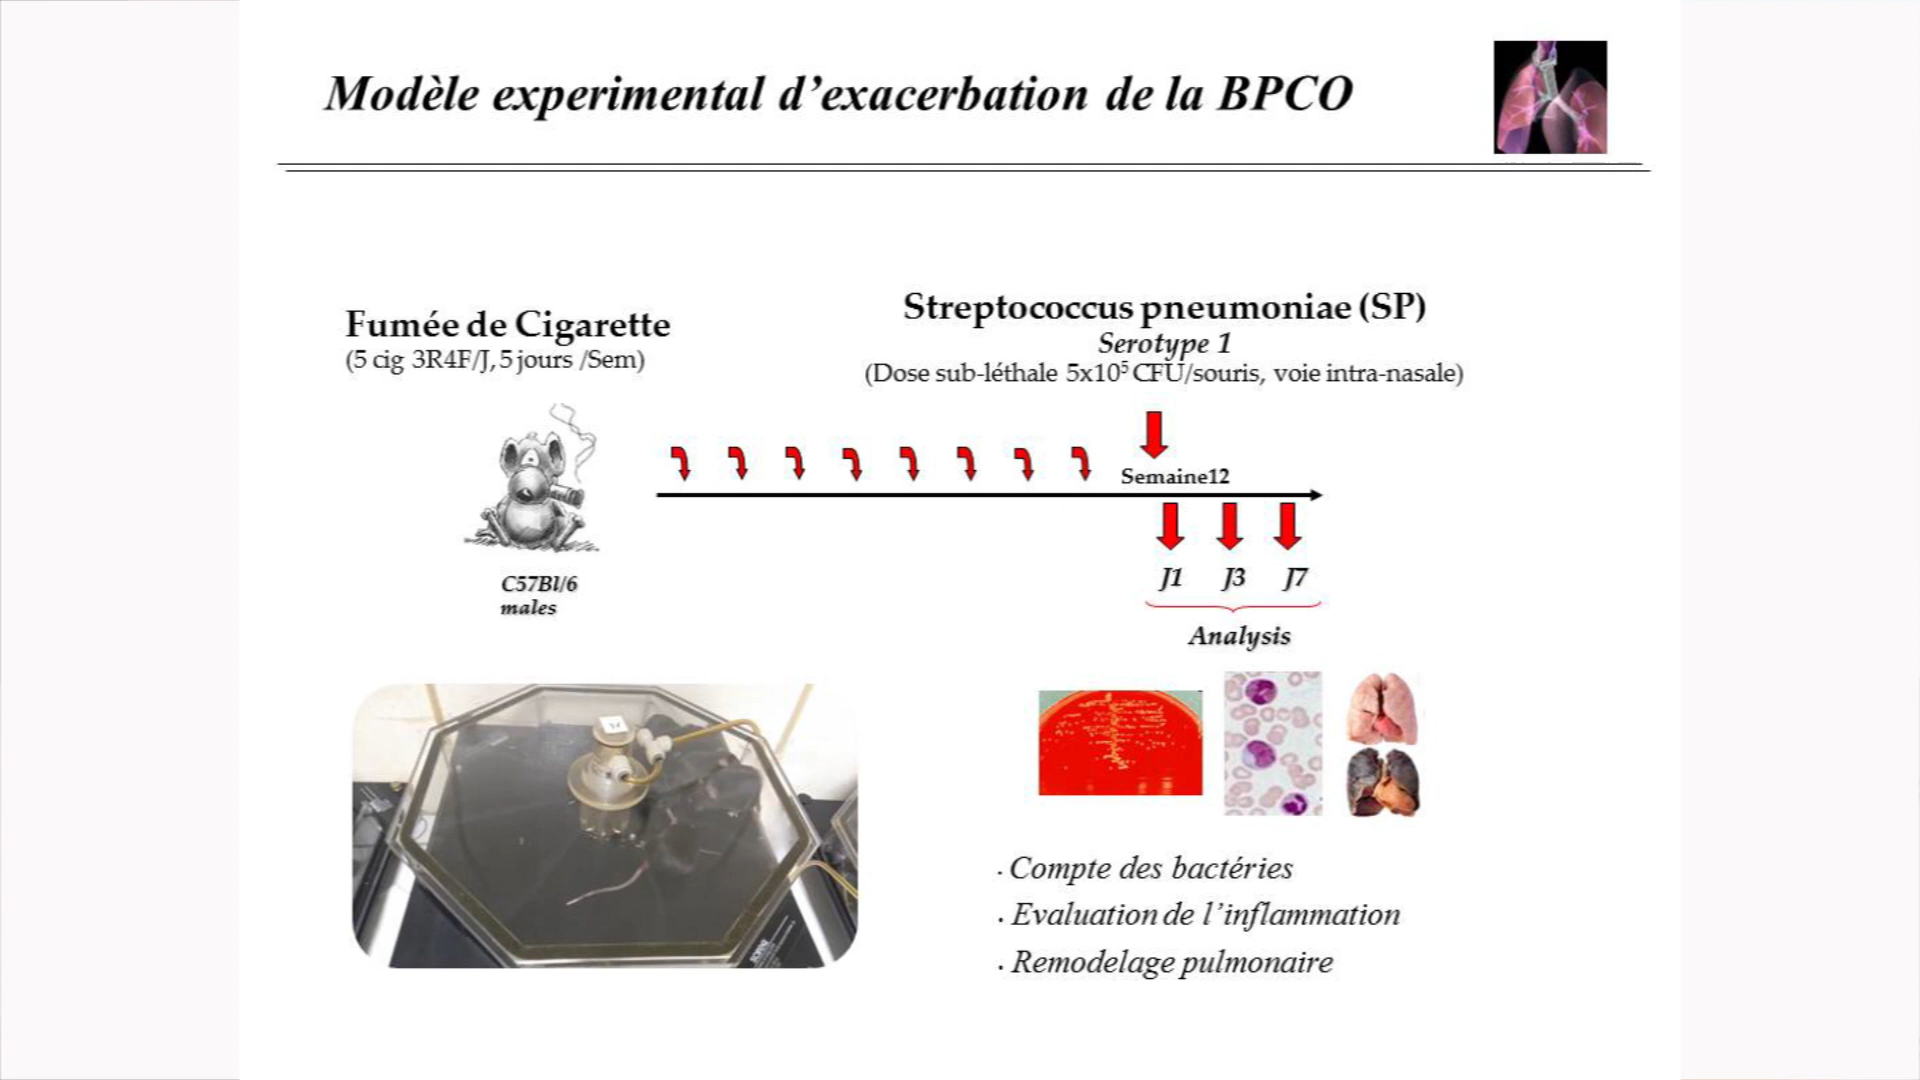 Modèle experimental d’exacerbation de la BPCO
Fumée de Cigarette
(5 cig 3R4F/J, 5 jours /Sem)
Streptococcus pneumoniae (SP)
Serotype 1
(Dose sub-léthale 5x10⁵ CFU/souris, voie intra-nasale)
Semaine12
C57Bl/6
males
J1 J3 J7
Analysis
. Compte des bactéries
. Evaluation de l’inflammation
. Remodelage pulmonaire